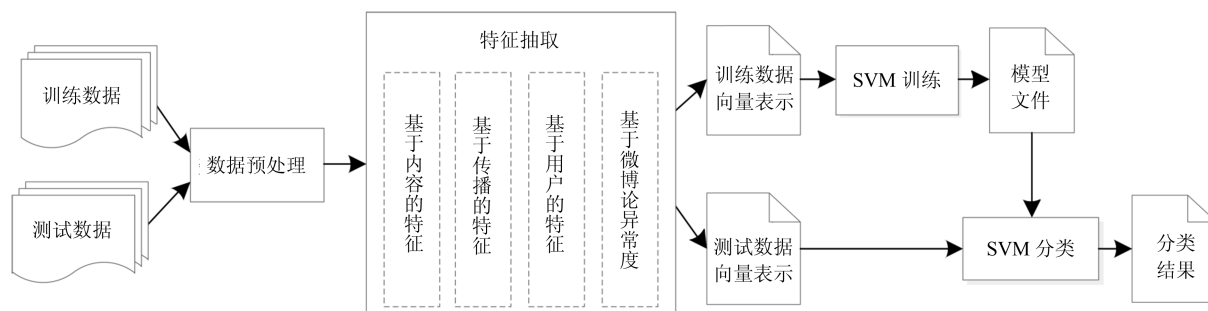 训练数据
测试数据
数据预处理
特征抽取
基于内容的特征
基于传播的特征
基于用户的特征
基于微博论异常度
训练数据
向量表示
SVM 训练
模型
文件
测试数据
向量表示
SVM 分类
分类
结果